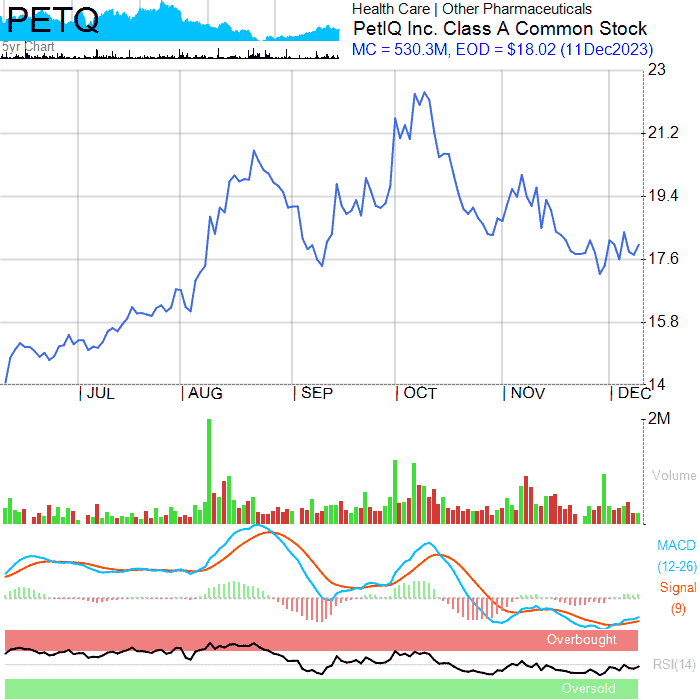 PETQ
5yr Chart
Health Care | Other Pharmaceuticals
PetIQ Inc. Class A Common Stock
MC = 530.3M, EOD = $18.02 (11Dec2023)
23
21.2
19.4
17.6
15.8
14
JUL
AUG
SEP
OCT
NOV
DEC
2M
Volume
MACD
(12-26)
Signal
(9)
Overbought
RSI(14)
Oversold